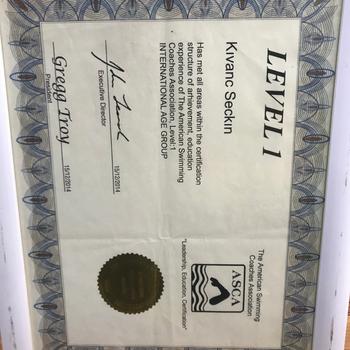 The American Swimming
Coaches Association
ASCA
"Leadership, Education, Certification"
LEVEL 1
Kivanc Seckin
Has met all areas within the certification
structure of achievement, education
experience of The American Swimming
Coaches Association, Level:1
INTERNATIONAL AGE GROUP
15/12/2014
Executive Director
Gregg Troy
15/12/2014
President